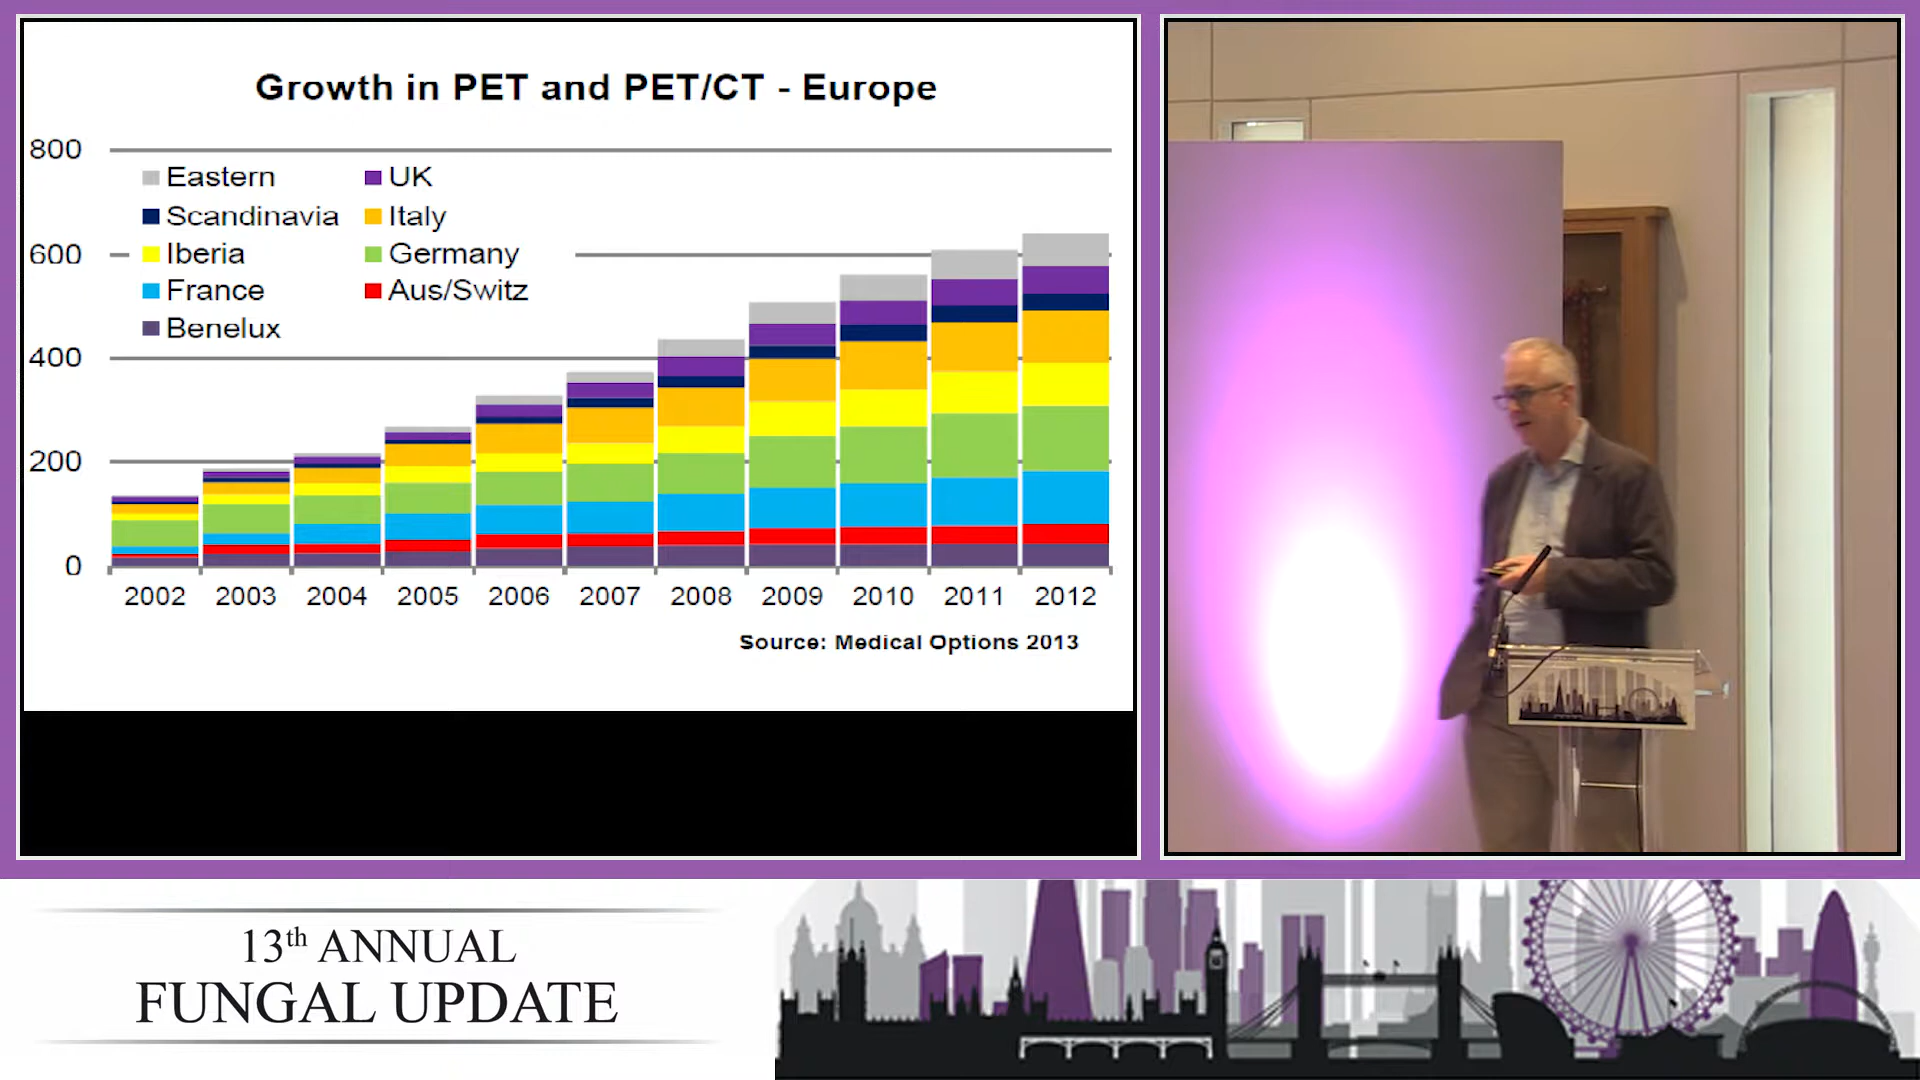 Growth in PET and PET/CT - Europe
800
600
400
200
0
Eastern
UK
Scandinavia
Italy
Iberia
Germany
France
Aus/Switz
Benelux
2002 2003 2004 2005 2006 2007 2008 2009 2010 2011 2012
Source: Medical Options 2013
13th ANNUAL
FUNGAL UPDATE